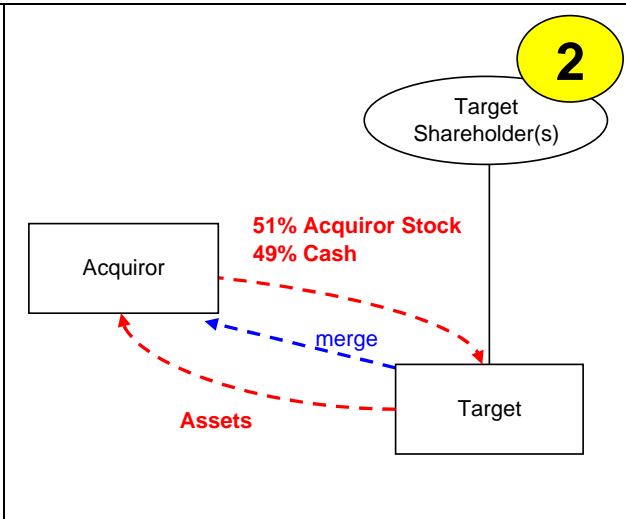 2
Target
Shareholder(s)
51% Acquiror Stock
49% Cash
Acquiror
merge
Target
Assets